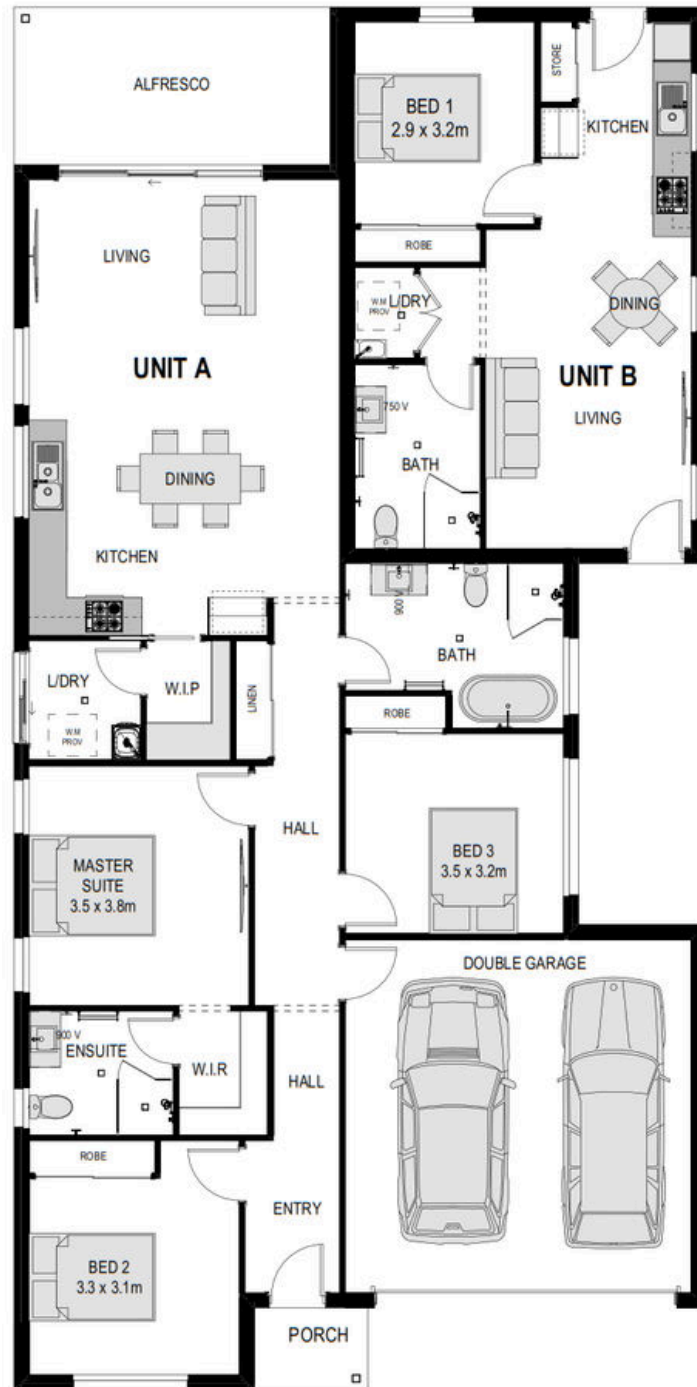 ALFRESCO
BED 1
2.9 x 3.2m
STORE
KITCHEN
LIVING
ROBE
W.M
PROV
L/DRY
DINING
UNIT A
UNIT B
750 V
LIVING
BATH
DINING
KITCHEN
900 V
BATH
L/DRY
W.M
PROV
W.I.P
LINEN
ROBE
HALL
MASTER
SUITE
3.5 x 3.8m
BED 3
3.5 x 3.2m
DOUBLE GARAGE
900 V
ENSUITE
W.I.R
HALL
ROBE
ENTRY
BED 2
3.3 x 3.1m
PORCH